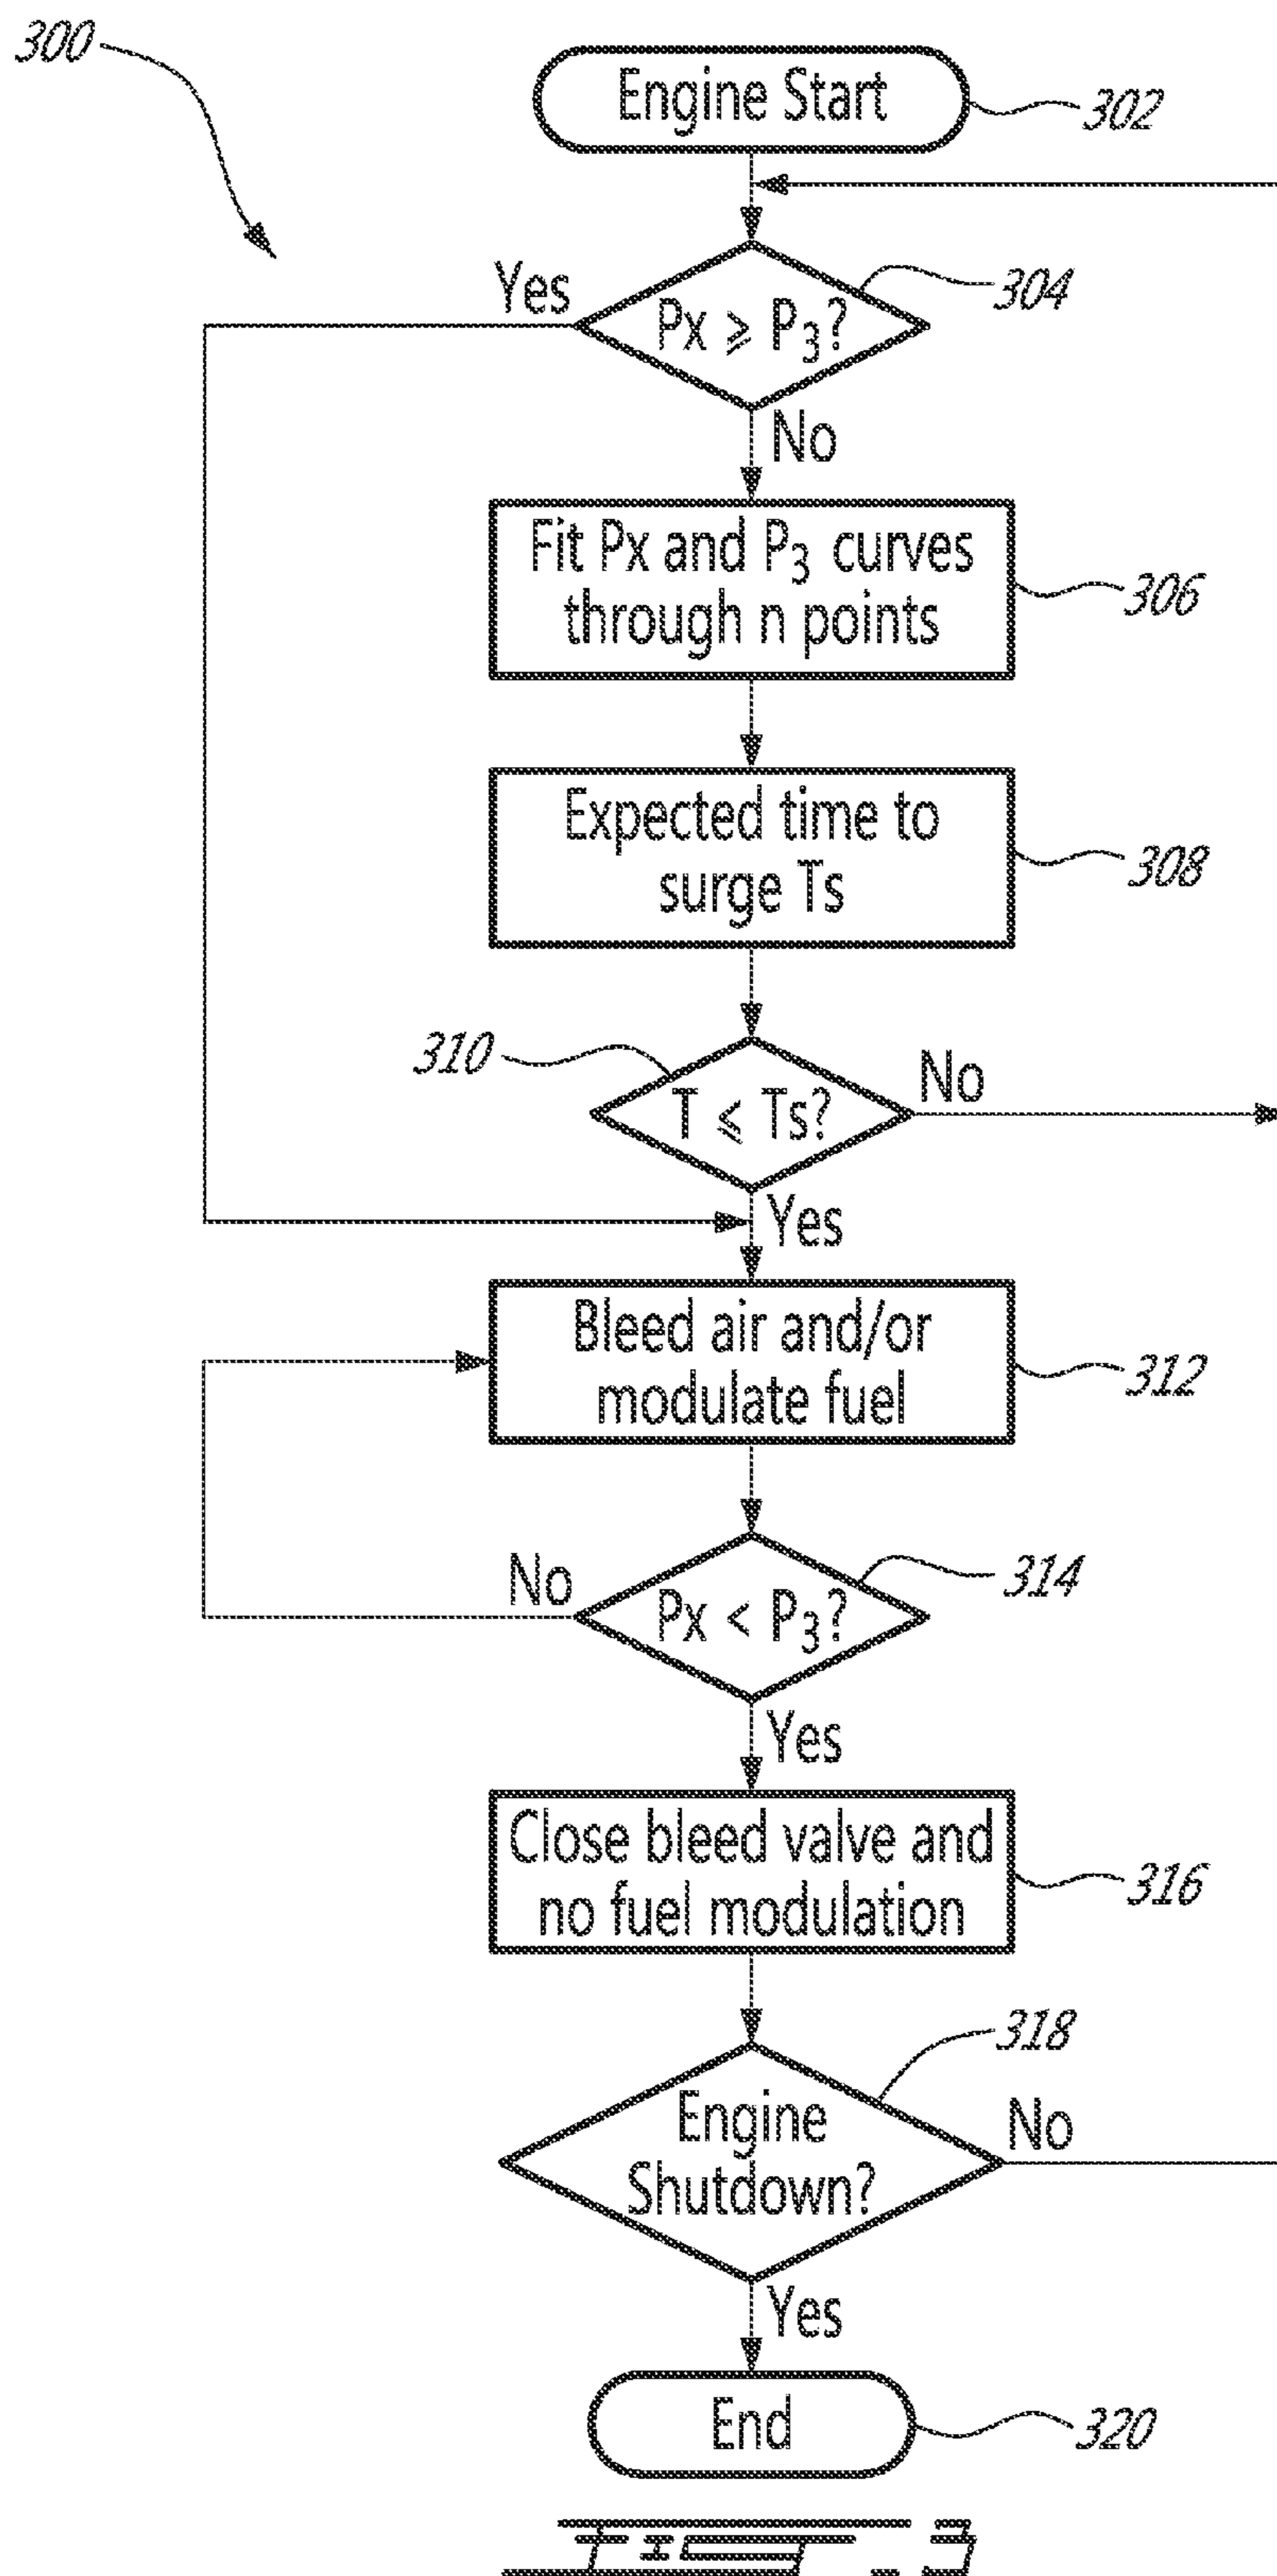 300
Engine Start
302
Yes
Px ⩾ P₃?
304
No
Fit Px and P₃ curves
through n points
306
Expected time to
surge Ts
308
310
T ⩽ Ts?
No
Yes
Bleed air and/or
modulate fuel
312
No
Px < P₃?
314
Yes
Close bleed valve and
no fuel modulation
316
Engine
Shutdown?
318
No
Yes
End
320